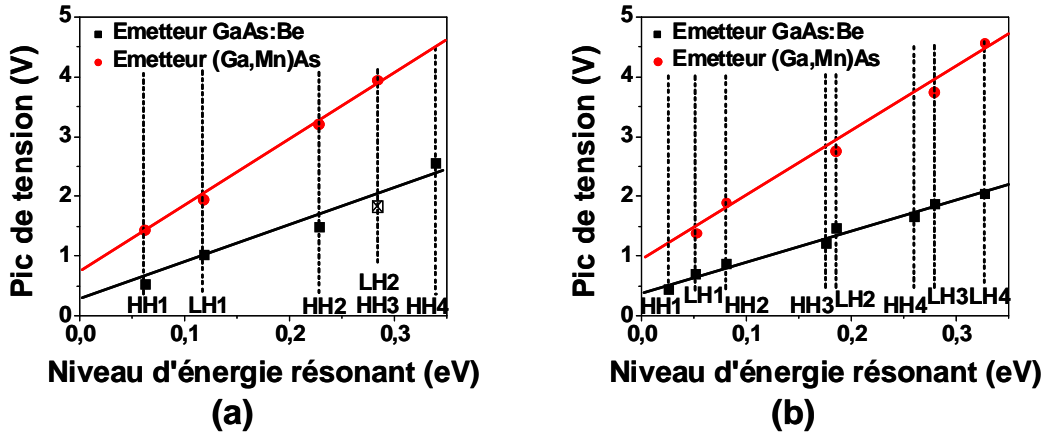 5
4
3
2
1
0
Pic de tension (V)
Emetteur GaAs:Be
Emetteur (Ga,Mn)As
HH1
LH1
HH2
LH2
HH3
HH4
0,0
0,1
0,2
0,3
Niveau d'énergie résonant (eV)
(a)
5
4
3
2
1
0
Pic de tension (V)
Emetteur GaAs:Be
Emetteur (Ga,Mn)As
HH1
LH1
HH2
HH3
LH2
HH4
LH3
LH4
0,0
0,1
0,2
0,3
Niveau d'énergie résonant (eV)
(b)